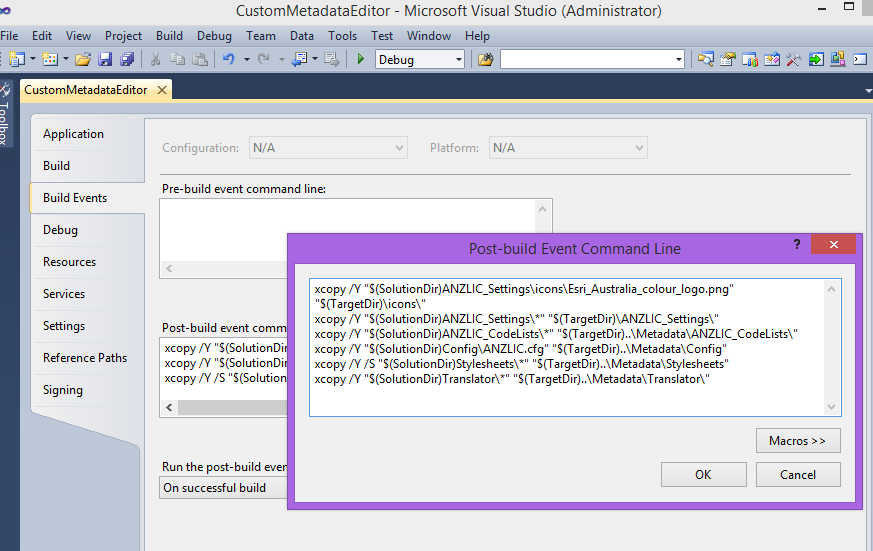 CustomMetadataEditor - Microsoft Visual Studio (Administrator)
File Edit View Project Build Debug Team Data Tools Test Window Help
Debug
CustomMetadataEditor
Toolbox
Application
Build
Build Events
Debug
Resources
Services
Settings
Reference Paths
Signing
Configuration: N/A Platform: N/A
Pre-build event command line:
Post-build event comm
xcopy /Y "$(SolutionDir
xcopy /Y "$(SolutionDir
xcopy /Y /S "$(Solution
Run the post-build even
On successful build
Post-build Event Command Line
?
xcopy /Y "$(SolutionDir)ANZLIC_Settings\icons\Esri_Australia_colour_logo.png"
"$(TargetDir)\icons\"
xcopy /Y "$(SolutionDir)ANZLIC_Settings\*" "$(TargetDir)\ANZLIC_Settings\"
xcopy /Y "$(SolutionDir)ANZLIC_CodeLists\*" "$(TargetDir)..\Metadata\ANZLIC_CodeLists\"
xcopy /Y "$(SolutionDir)Config\ANZLIC.cfg" "$(TargetDir)..\Metadata\Config"
xcopy /Y /S "$(SolutionDir)Stylesheets\*" "$(TargetDir)..\Metadata\Stylesheets"
xcopy /Y "$(SolutionDir)Translator\*" "$(TargetDir)..\Metadata\Translator\"
Macros >>
OK Cancel